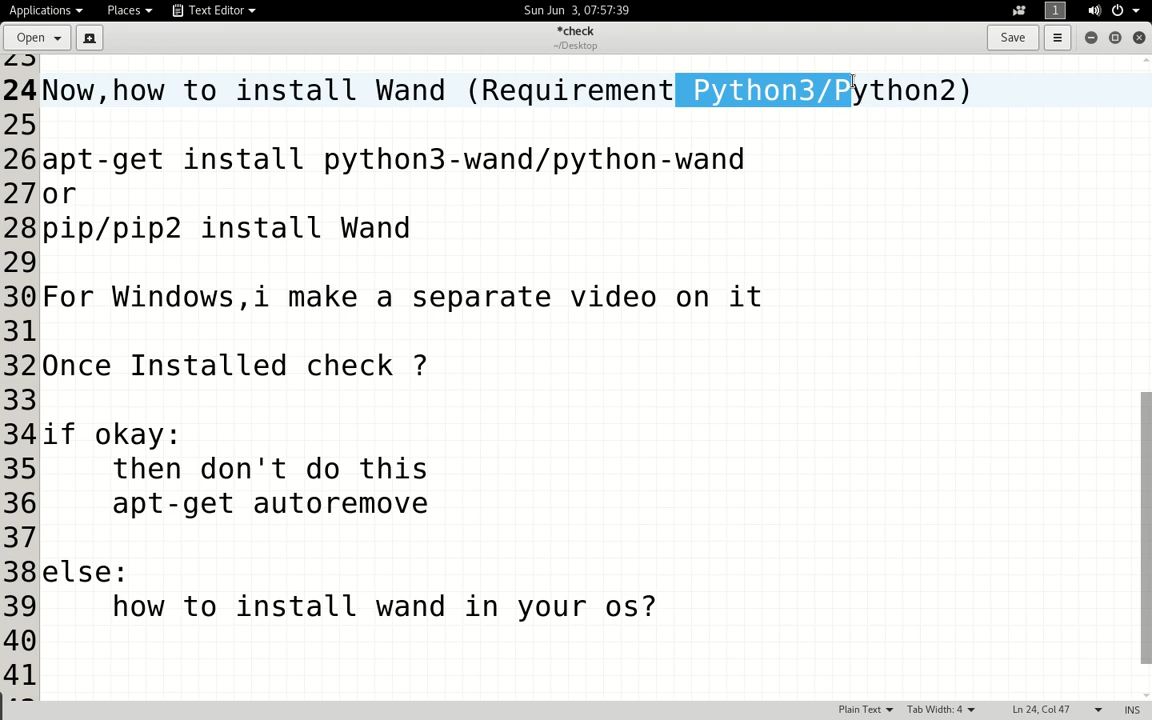 Applications Places Text Editor Sun Jun 3, 07:57:39 1
Open *check Save
~/Desktop
23
24 Now,how to install Wand (Requirement Python3/Python2)
25
26 apt-get install python3-wand/python-wand
27 or
28 pip/pip2 install Wand
29
30 For Windows,i make a separate video on it
31
32 Once Installed check ?
33
34 if okay:
35 then don't do this
36 apt-get autoremove
37
38 else:
39 how to install wand in your os?
40
41
Plain Text Tab Width: 4 Ln 24, Col 47 INS